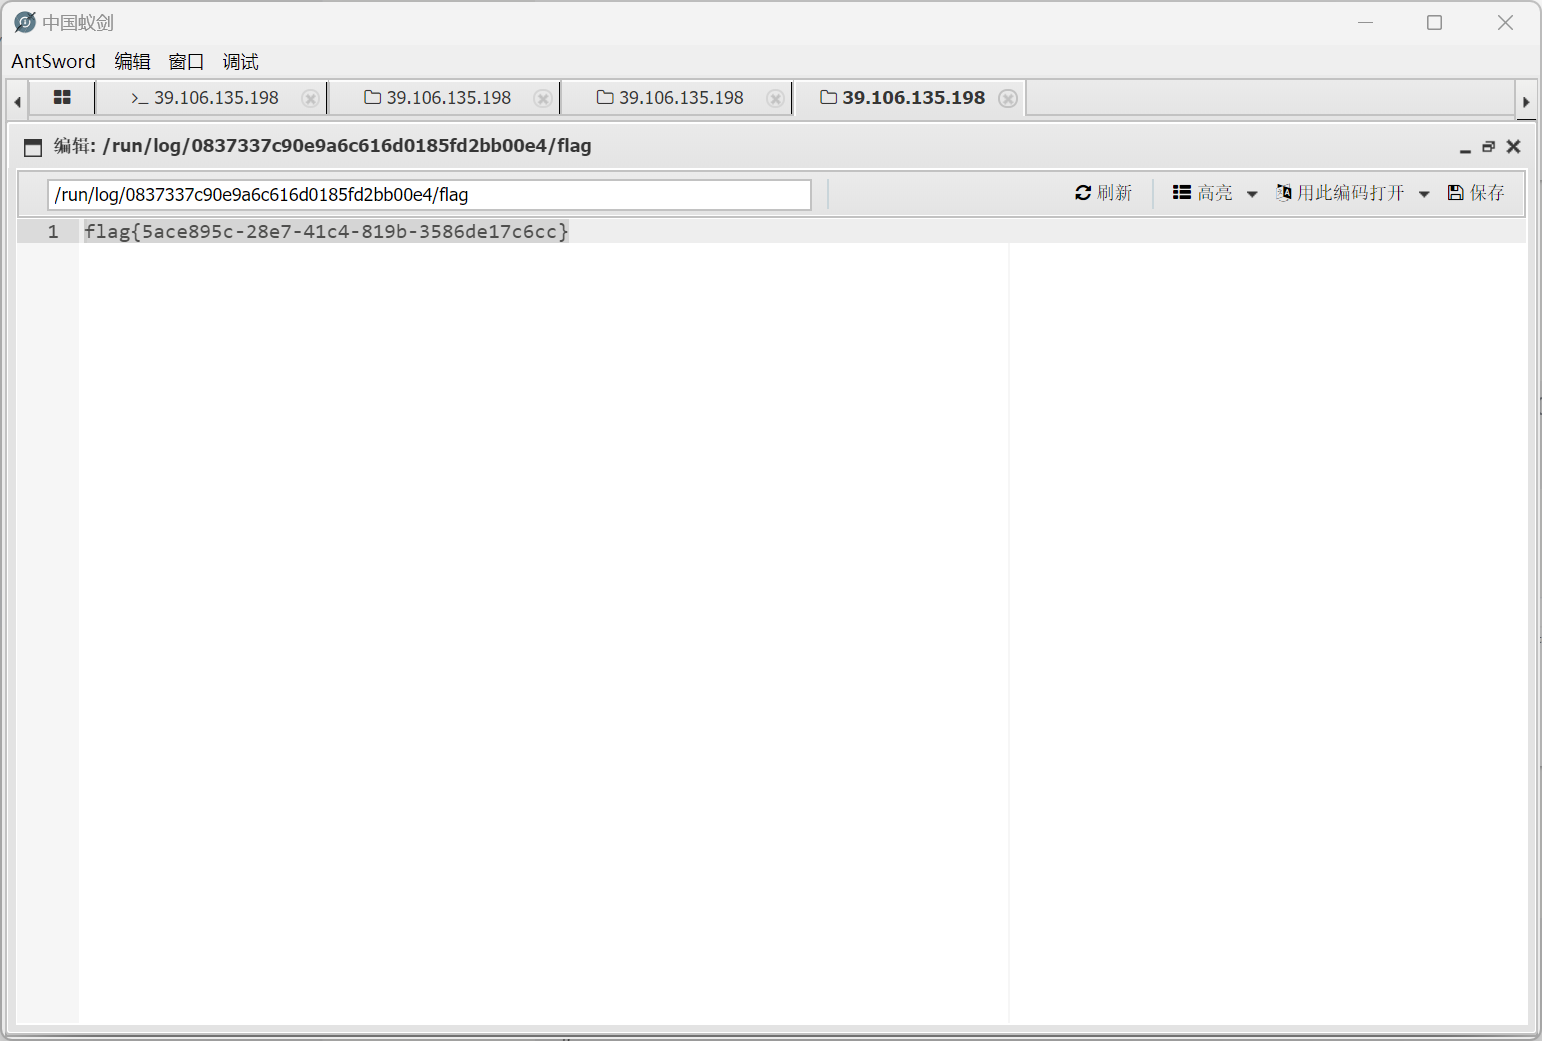 中国蚁剑
AntSword 编辑 窗口 调试
>_ 39.106.135.198 39.106.135.198 39.106.135.198 39.106.135.198
编辑: /run/log/0837337c90e9a6c616d0185fd2bb00e4/flag
/run/log/0837337c90e9a6c616d0185fd2bb00e4/flag 刷新 高亮 用此编码打开 保存
1 flag{5ace895c-28e7-41c4-819b-3586de17c6cc}